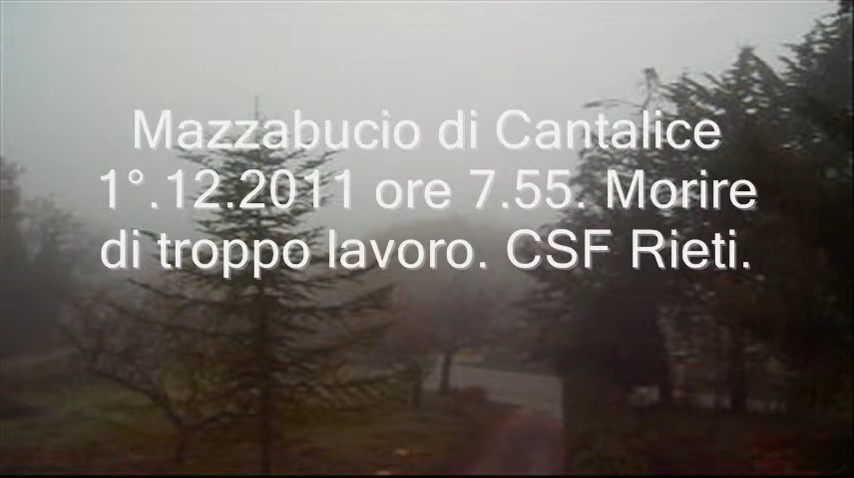 Mazzabucio di Cantalice
1°.12.2011 ore 7.55. Morire
di troppo lavoro. CSF Rieti.